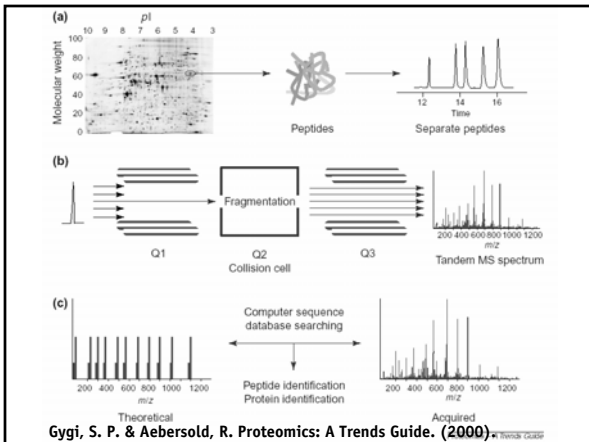 (a)
pI
10 9 8 7 6 5 4 3
Molecular weight
100
80
60
40
20
0
Peptides
12 14 16
Time
Separate peptides
(b)
Fragmentation
Q1
Q2
Collision cell
Q3
200 400 600 800 1000 1200
m/z
Tandem MS spectrum
(c)
Computer sequence
database searching
Peptide identification
Protein identification
200 400 600 800 1000 1200
m/z
Theoretical
200 400 600 800 1000 1200
m/z
Acquired
Gygi, S. P. & Aebersold, R. Proteomics: A Trends Guide. (2000).
A Trends Guide